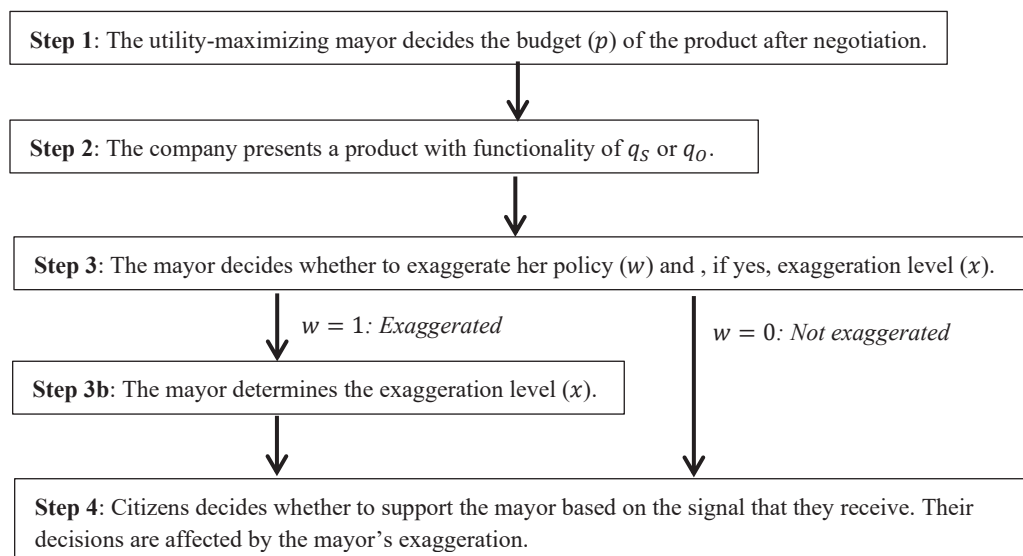 Step 1: The utility-maximizing mayor decides the budget (p) of the product after negotiation.
Step 2: The company presents a product with functionality of q_S or q_O.
Step 3: The mayor decides whether to exaggerate her policy (w) and , if yes, exaggeration level (x).
w = 1: Exaggerated
w = 0: Not exaggerated
Step 3b: The mayor determines the exaggeration level (x).
Step 4: Citizens decides whether to support the mayor based on the signal that they receive. Their
decisions are affected by the mayor’s exaggeration.